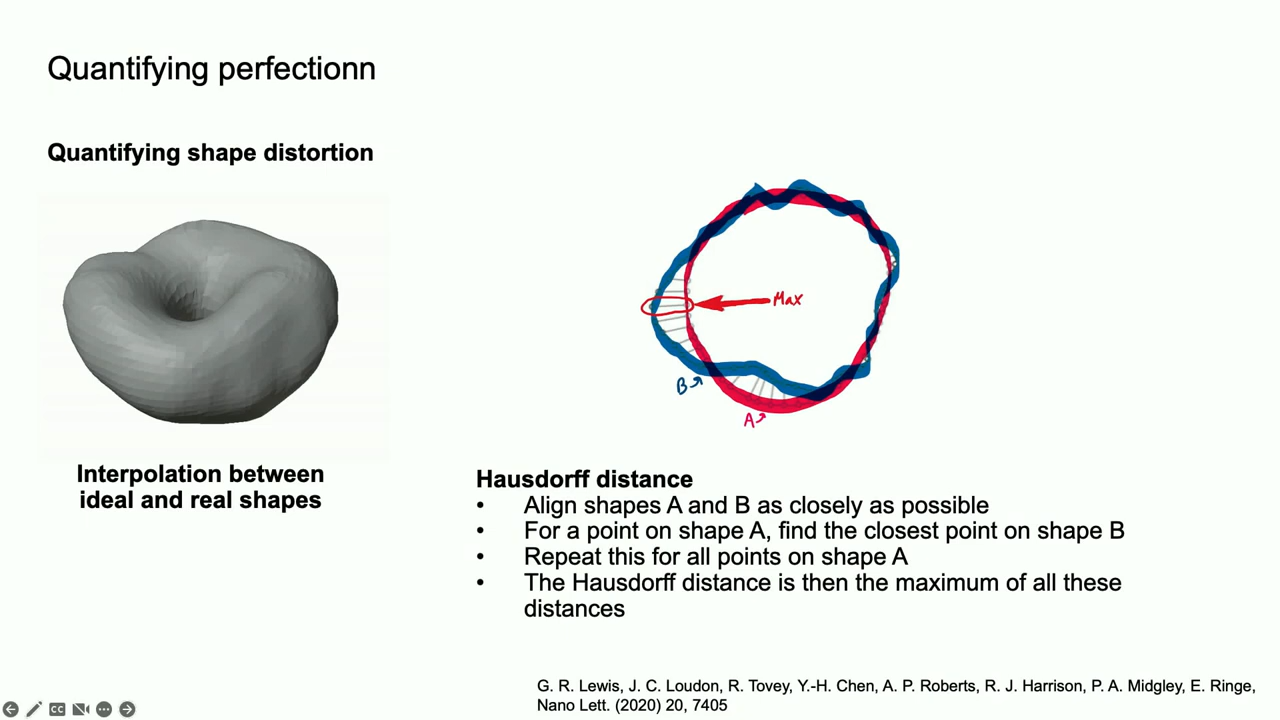 Quantifying perfectionn
Quantifying shape distortion
Interpolation between
ideal and real shapes
Max
B
A
Hausdorff distance
• Align shapes A and B as closely as possible
• For a point on shape A, find the closest point on shape B
• Repeat this for all points on shape A
• The Hausdorff distance is then the maximum of all these
distances
G. R. Lewis, J. C. Loudon, R. Tovey, Y.-H. Chen, A. P. Roberts, R. J. Harrison, P. A. Midgley, E. Ringe,
Nano Lett. (2020) 20, 7405
CC